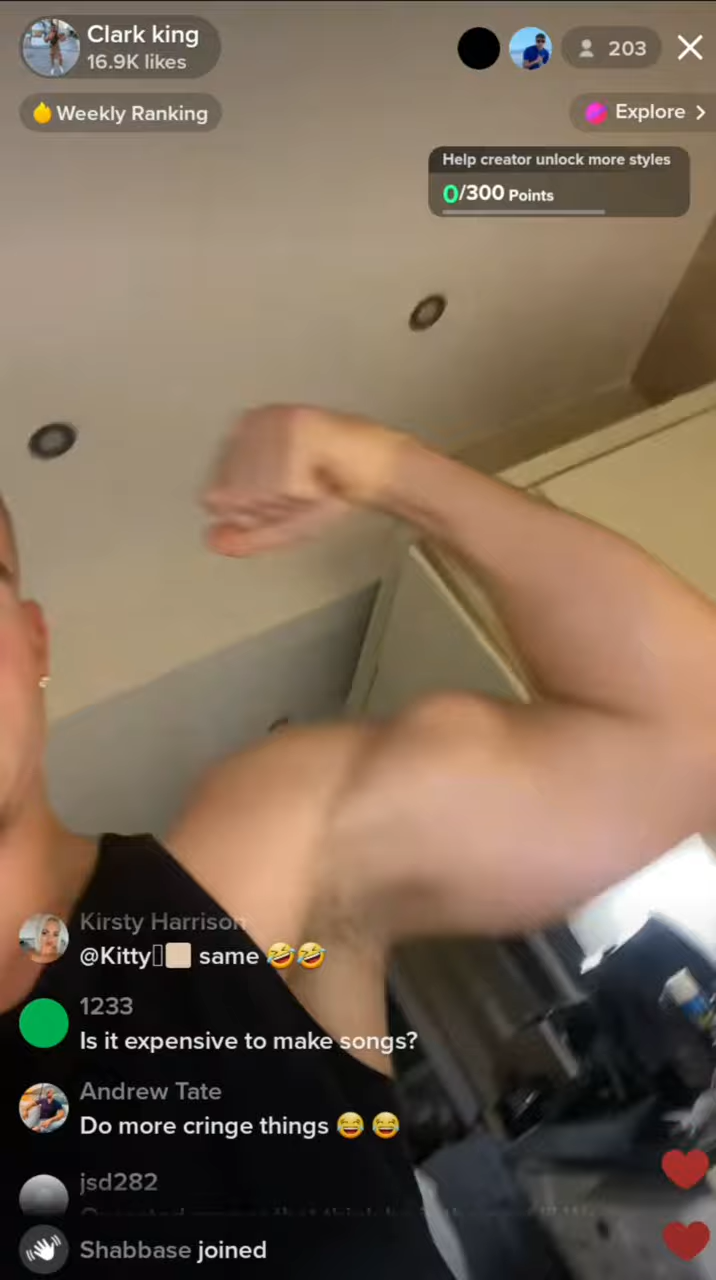 Clark king
16.9K likes
203
Weekly Ranking
Explore
Help creator unlock more styles
0/300 Points
Kirsty Harrison
@Kitty same 🤣🤣
1233
Is it expensive to make songs?
Andrew Tate
Do more cringe things 😂 😂
jsd282
Shabbase joined